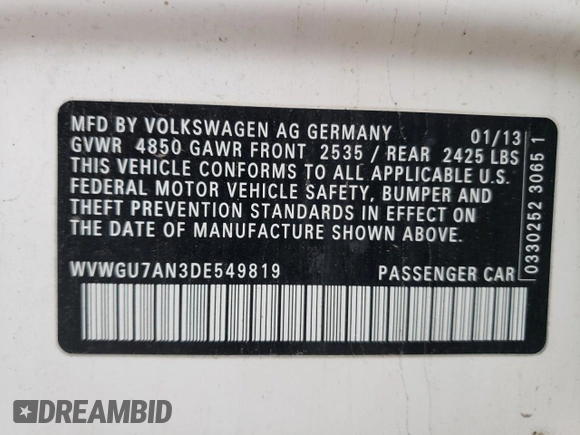 MFD BY VOLKSWAGEN AG GERMANY 01/13
GVWR 4850 GAWR FRONT 2535 / REAR 2425 LBS
THIS VEHICLE CONFORMS TO ALL APPLICABLE U.S.
FEDERAL MOTOR VEHICLE SAFETY, BUMPER AND
THEFT PREVENTION STANDARDS IN EFFECT ON
THE DATE OF MANUFACTURE SHOWN ABOVE.
WVWGU7AN3DE549819 PASSENGER CAR
0330252 3065 1
DREAMBID